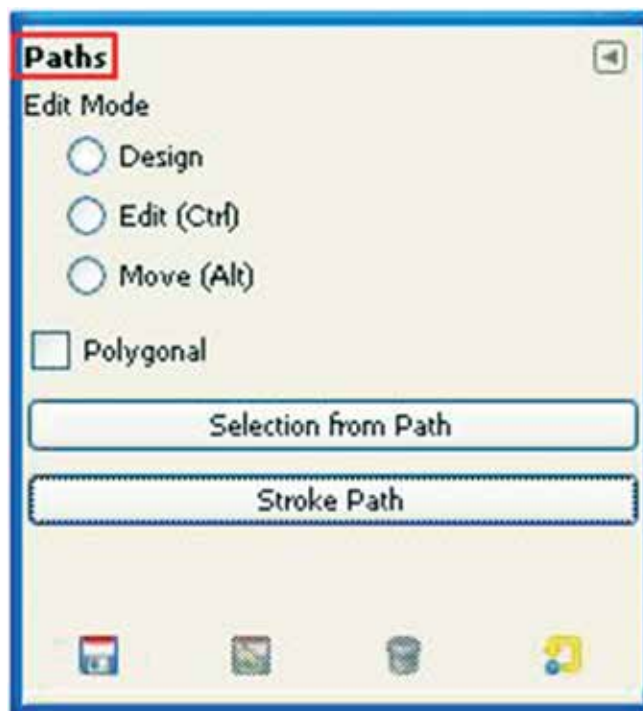 Paths
Edit Mode
Design
Edit (Ctrl)
Move (Alt)
Polygonal
Selection from Path
Stroke Path